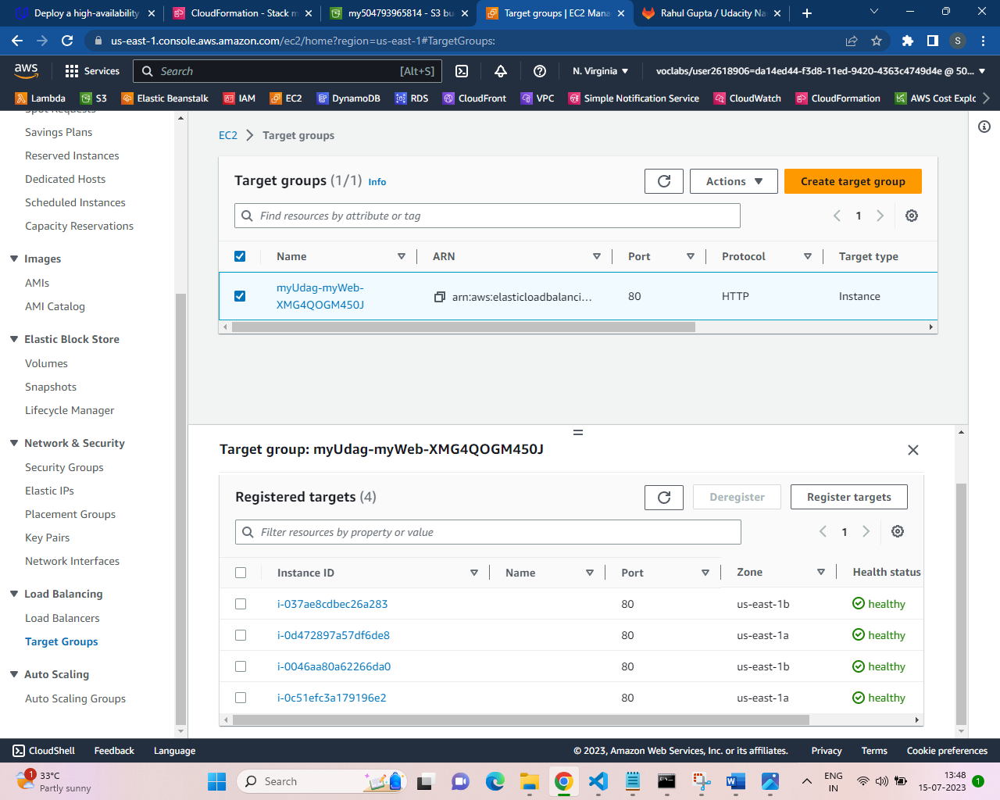 Deploy a high-availability
CloudFormation - Stack m
my504793965814 - S3 bu
Target groups | EC2 Mana
Rahul Gupta / Udacity Na
us-east-1.console.aws.amazon.com/ec2/home?region=us-east-1#TargetGroups:
S
aws
Services
Search
[Alt+S]
N. Virginia
voclabs/user2618906=da14ed44-f3d8-11ed-9420-4363c4749d4e @ 50...
Lambda
S3
Elastic Beanstalk
IAM
EC2
DynamoDB
RDS
CloudFront
VPC
Simple Notification Service
CloudWatch
CloudFormation
AWS Cost Explo
Spot Requests
Savings Plans
Reserved Instances
Dedicated Hosts
Scheduled Instances
Capacity Reservations
Images
AMIs
AMI Catalog
Elastic Block Store
Volumes
Snapshots
Lifecycle Manager
Network & Security
Security Groups
Elastic IPs
Placement Groups
Key Pairs
Network Interfaces
Load Balancing
Load Balancers
Target Groups
Auto Scaling
Auto Scaling Groups
EC2 > Target groups
Target groups (1/1) Info
Actions
Create target group
Find resources by attribute or tag
1
Name ARN Port Protocol Target type
myUdag-myWeb-
XMG4QOGM450J
arn:aws:elasticloadbalanci... 80 HTTP Instance
Target group: myUdag-myWeb-XMG4QOGM450J
Registered targets (4)
Deregister
Register targets
Filter resources by property or value
1
Instance ID Name Port Zone Health status
i-037ae8cdbec26a283 80 us-east-1b healthy
i-0d472897a57df6de8 80 us-east-1a healthy
i-0046aa80a62266da0 80 us-east-1b healthy
i-0c51efc3a179196e2 80 us-east-1a healthy
CloudShell
Feedback
Language
© 2023, Amazon Web Services, Inc. or its affiliates.
Privacy
Terms
Cookie preferences
1
33°C
Partly sunny
Search
ENG
IN
13:48
15-07-2023
1